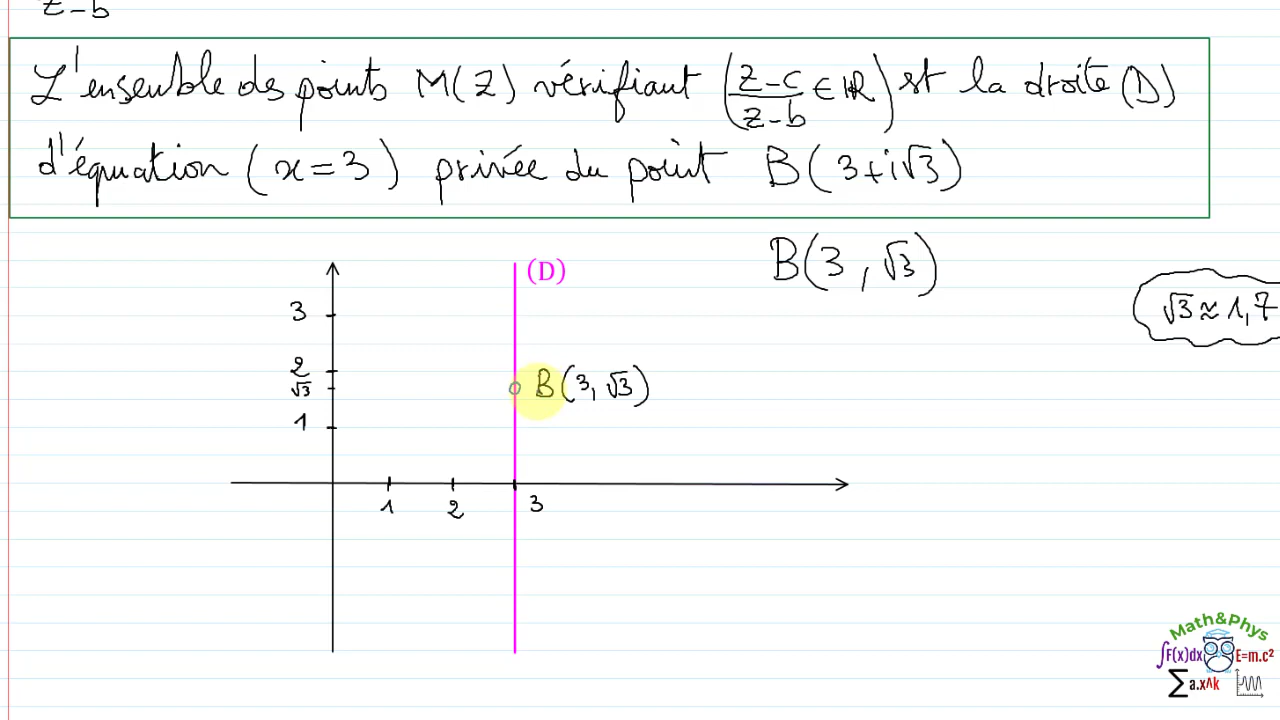 z-b
L'ensemble des points M(Z) vérifiant (z-c/z-b ∈ ℝ) est la droite (D)
d'équation (x=3) privée du point B(3+i√3)
B(3, √3)
(D)
√3 ≈ 1,7
3
2
√3
B(3, √3)
1
1 2 3
Math&Phys
∫F(x)dx E=m.c²
∑a.x^k